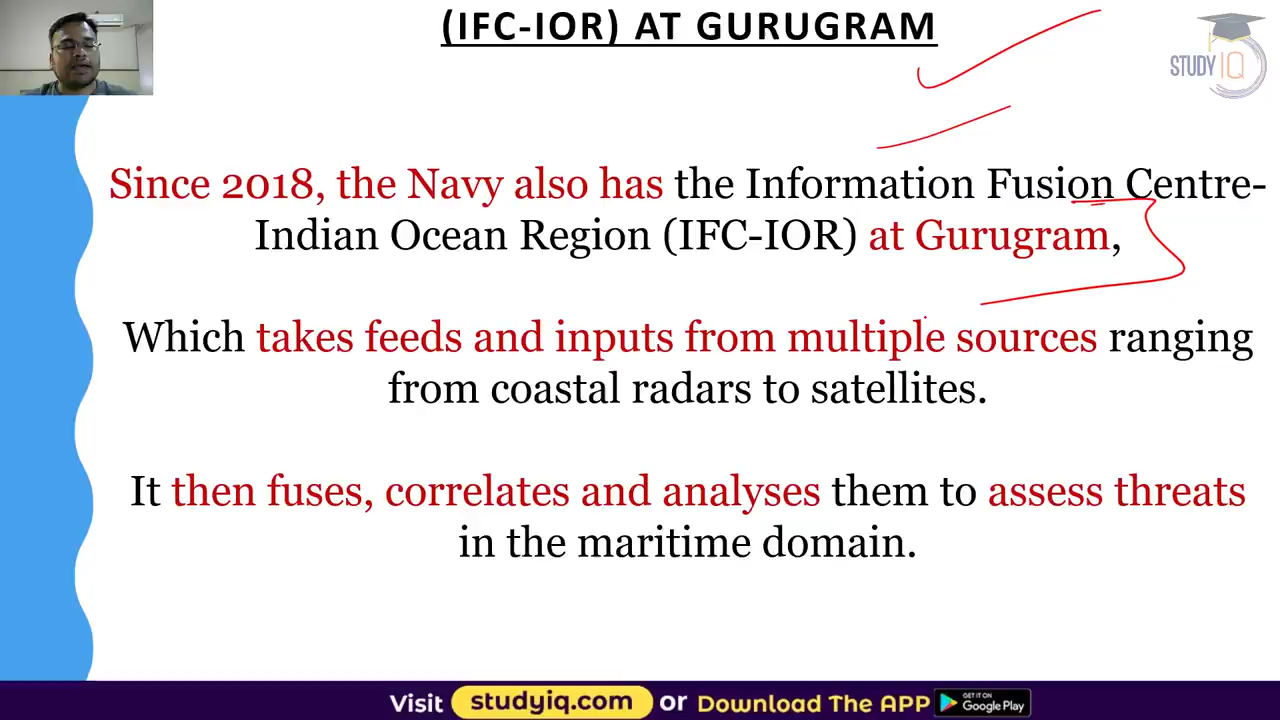 (IFC-IOR) AT GURUGRAM
STUDY IQ
Since 2018, the Navy also has the Information Fusion Centre-
Indian Ocean Region (IFC-IOR) at Gurugram,
Which takes feeds and inputs from multiple sources ranging
from coastal radars to satellites.
It then fuses, correlates and analyses them to assess threats
in the maritime domain.
Visit studyiq.com or Download The APP GET IT ON Google Play